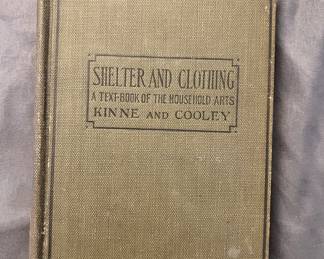 SHELTER AND CLOTHING
A TEXT-BOOK OF THE HOUSEHOLD ARTS
KINNE AND COOLEY